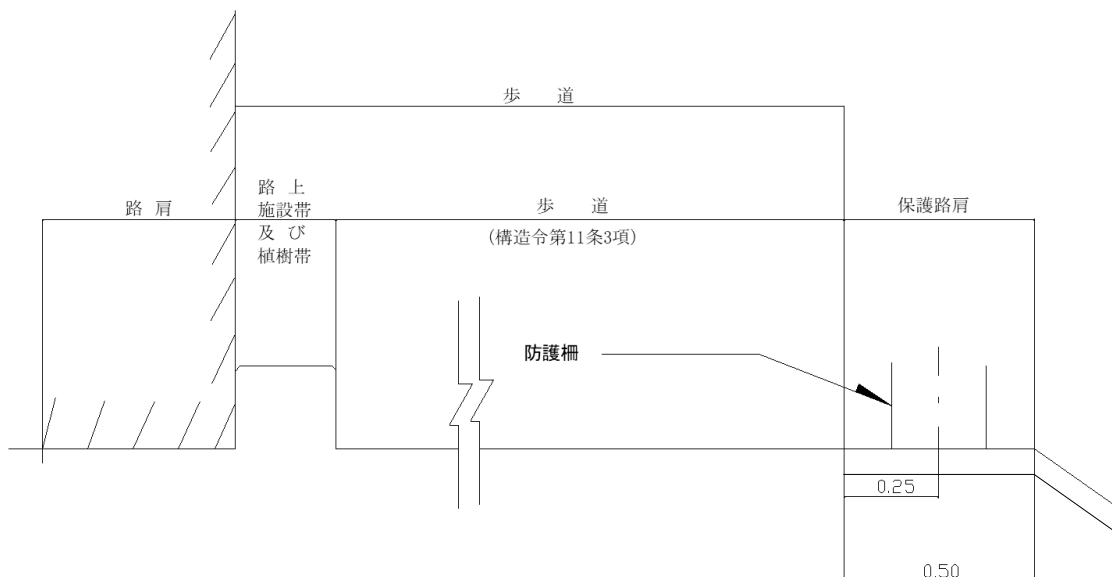 歩 道
路 肩
路 上
施設帯
及 び
植樹帯
歩 道
(構造令第11条3項)
保護路肩
防護柵
0.25
0.50